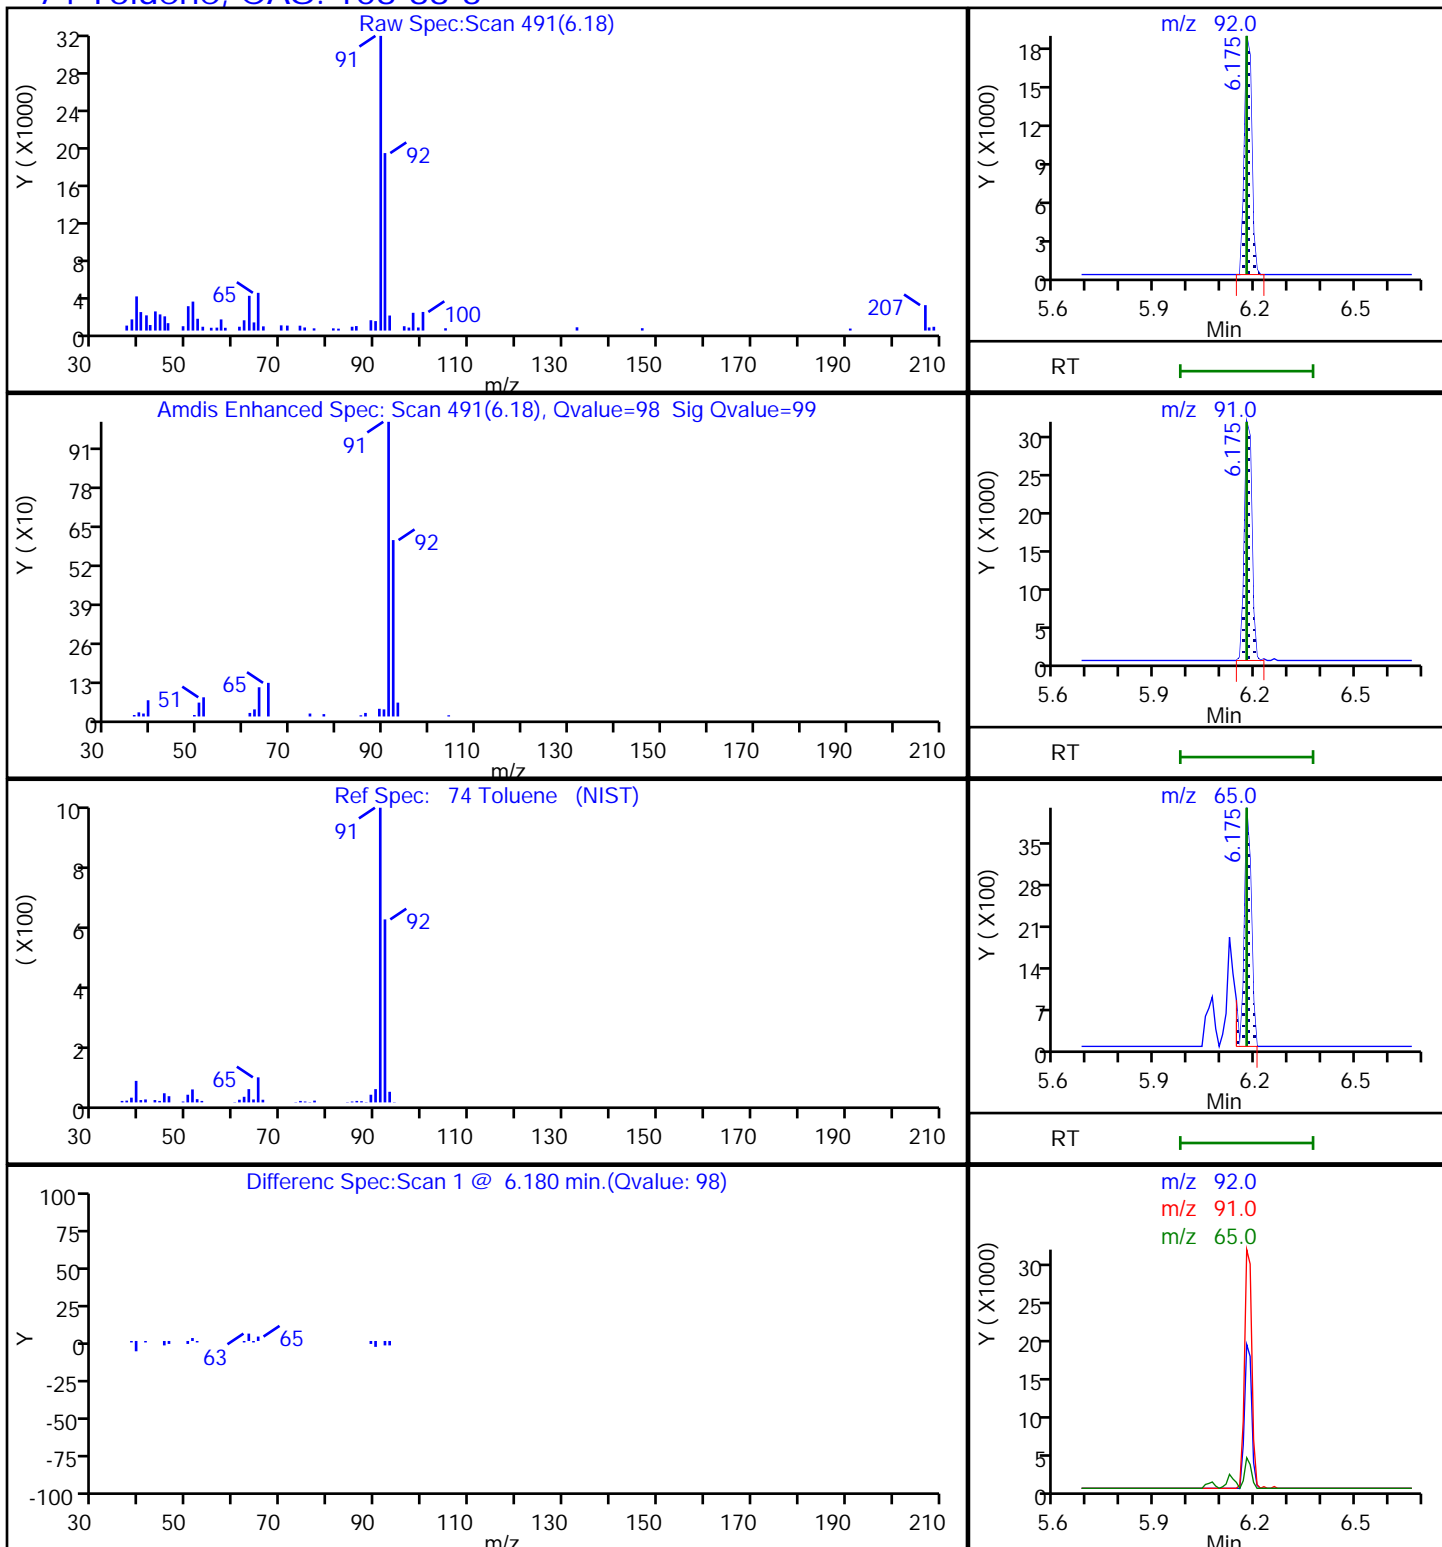 Raw Spec:Scan 491(6.18)
Y ( X1000)
32
28
24
20
16
12
8
4
0
91
92
65
100
207
30 50 70 90 110 130 150 170 190 210
m/z
m/z 92.0
Y ( X1000)
18
15
12
9
6
3
0
6.175
5.6 5.9 6.2 6.5
Min
RT
Amdis Enhanced Spec: Scan 491(6.18), Qvalue=98 Sig Qvalue=99
Y ( X10)
91
78
65
52
39
26
13
0
91
92
51
65
30 50 70 90 110 130 150 170 190 210
m/z
m/z 91.0
Y ( X1000)
30
25
20
15
10
5
0
6.175
5.6 5.9 6.2 6.5
Min
RT
Ref Spec: 74 Toluene (NIST)
( X100)
10
8
6
4
2
0
91
92
65
30 50 70 90 110 130 150 170 190 210
m/z 65.0
Y ( X100)
35
28
21
14
7
0
6.175
5.6 5.9 6.2 6.5
Min
RT
Differenc Spec:Scan 1 @ 6.180 min.(Qvalue: 98)
Y
100
75
50
25
0
-25
-50
-75
-100
63
65
30 50 70 90 110 130 150 170 190 210
m/z
m/z 92.0
m/z 91.0
m/z 65.0
Y ( X1000)
30
25
20
15
10
5
0
5.6 5.9 6.2 6.5
Min